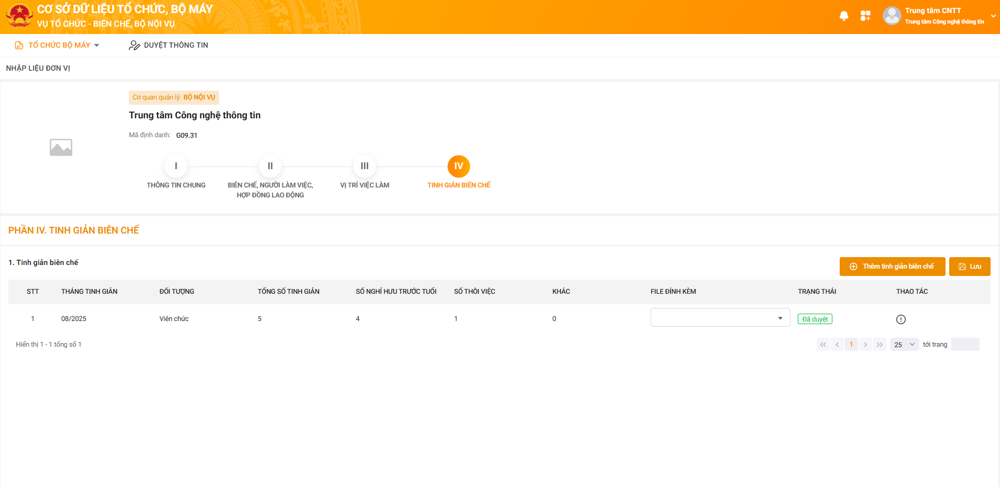 CƠ SỞ DỮ LIỆU TỔ CHỨC, BỘ MÁY
VỤ TỔ CHỨC - BIÊN CHẾ, BỘ NỘI VỤ
Trung tâm CNTT
Trung tâm Công nghệ thông tin
TỔ CHỨC BỘ MÁY
DUYỆT THÔNG TIN
NHẬP LIỆU ĐƠN VỊ
Cơ quan quản lý: BỘ NỘI VỤ
Trung tâm Công nghệ thông tin
Mã định danh: G09.31
I II III IV
THÔNG TIN CHUNG
BIÊN CHẾ, NGƯỜI LÀM VIỆC,
HỢP ĐỒNG LAO ĐỘNG
VỊ TRÍ VIỆC LÀM
TINH GIẢN BIÊN CHẾ
PHẦN IV. TINH GIẢN BIÊN CHẾ
1. Tinh giản biên chế
Thêm tinh giản biên chế
Lưu
STT THÁNG TINH GIẢN ĐỐI TƯỢNG TỔNG SỐ TINH GIẢN SỐ NGHỈ HƯU TRƯỚC TUỔI SỐ THÔI VIỆC KHÁC FILE ĐÍNH KÈM TRẠNG THÁI THAO TÁC
1 08/2025 Viên chức 5 4 1 0 Đã duyệt
Hiển thị 1 - 1 tổng số 1
1 25 tới trang